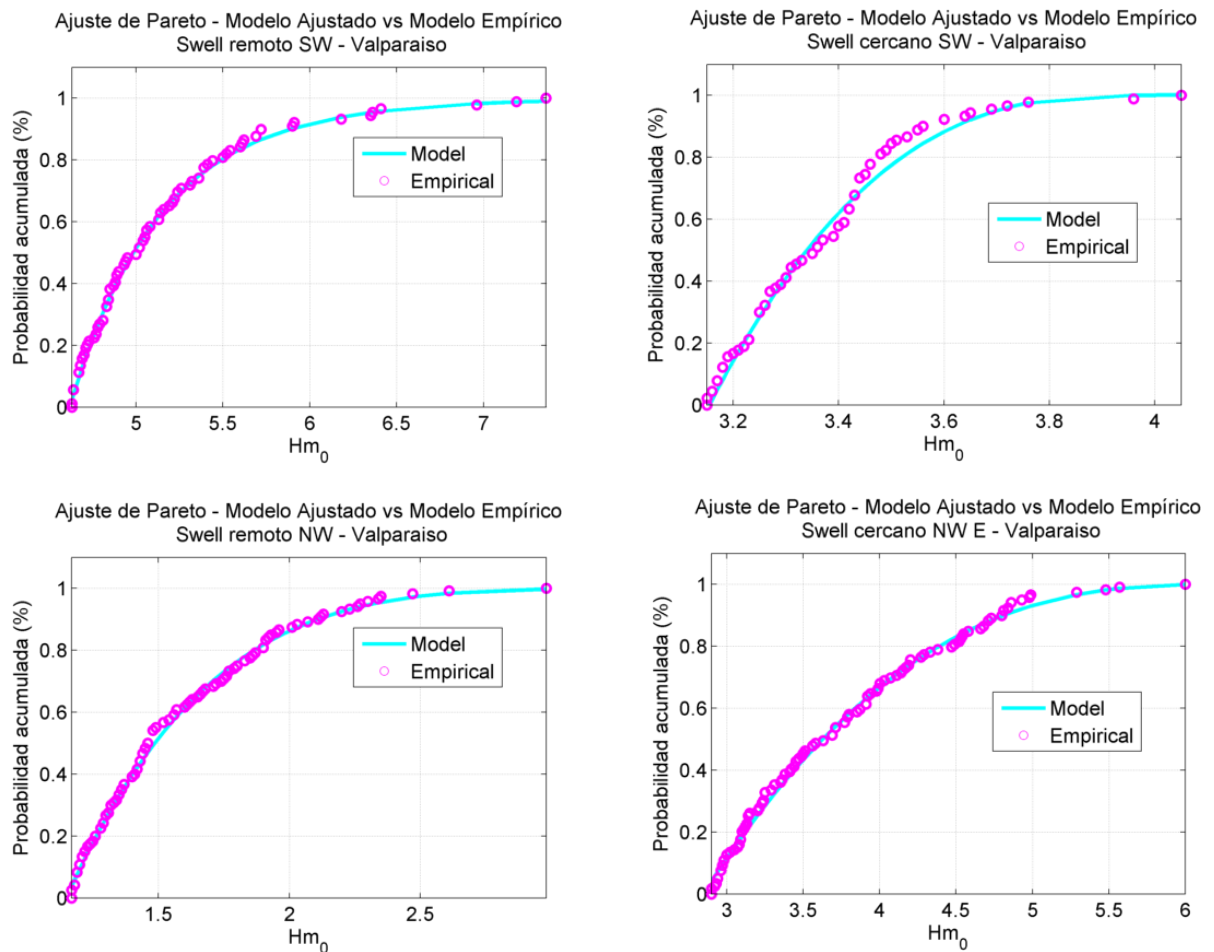 Ajuste de Pareto - Modelo Ajustado vs Modelo Empírico
Swell remoto SW - Valparaiso
Probabilidad acumulada (%)
1
0.8
0.6
0.4
0.2
0
5
5.5
6
6.5
7
Hm0
Model
Empirical
Ajuste de Pareto - Modelo Ajustado vs Modelo Empírico
Swell cercano SW - Valparaiso
Probabilidad acumulada (%)
1
0.8
0.6
0.4
0.2
0
3.2
3.4
3.6
3.8
4
Hm0
Model
Empirical
Ajuste de Pareto - Modelo Ajustado vs Modelo Empírico
Swell remoto NW - Valparaiso
Probabilidad acumulada (%)
1
0.8
0.6
0.4
0.2
0
1.5
2
2.5
Hm0
Model
Empirical
Ajuste de Pareto - Modelo Ajustado vs Modelo Empírico
Swell cercano NW E - Valparaiso
Probabilidad acumulada (%)
1
0.8
0.6
0.4
0.2
0
3
3.5
4
4.5
5
5.5
6
Hm0
Model
Empirical